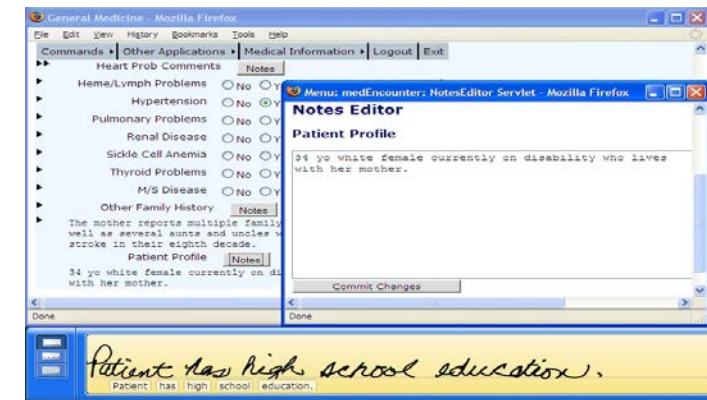 General Medicine - Mozilla Firefox
File Edit View History Bookmarks Tools Help
Commands Other Applications Medical Information Logout Exit
Heart Prob Comments Notes
Heme/Lymph Problems No Y
Hypertension No Y
Pulmonary Problems No Y
Renal Disease No Y
Sickle Cell Anemia No Y
Thyroid Problems No Y
M/S Disease No Y
Other Family History Notes
The mother reports multiple family
well as several aunts and uncles w
stroke in their eighth decade.
Patient Profile Notes
34 yo white female currently on di
with her mother.
Done
Menu: medEncounter: NotesEditor Servlet - Mozilla Firefox
Notes Editor
Patient Profile
34 yo white female currently on disability who lives
with her mother.
Commit Changes
Done
Patient has high school education.
Patient has high school education.